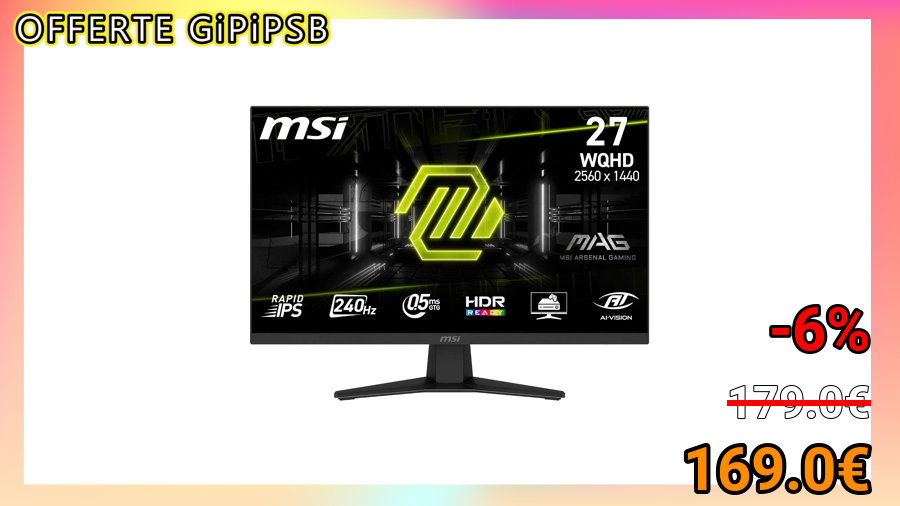 OFFERTE GiPiPSB
msi
27
WQHD
2560 x 1440
MAG
MSI ARSENAL GAMING
RAPID
IPS
240Hz
0.5ms
GTG
HDR
READY
AI
AI-VISION
msi
-6%
179.0€
169.0€